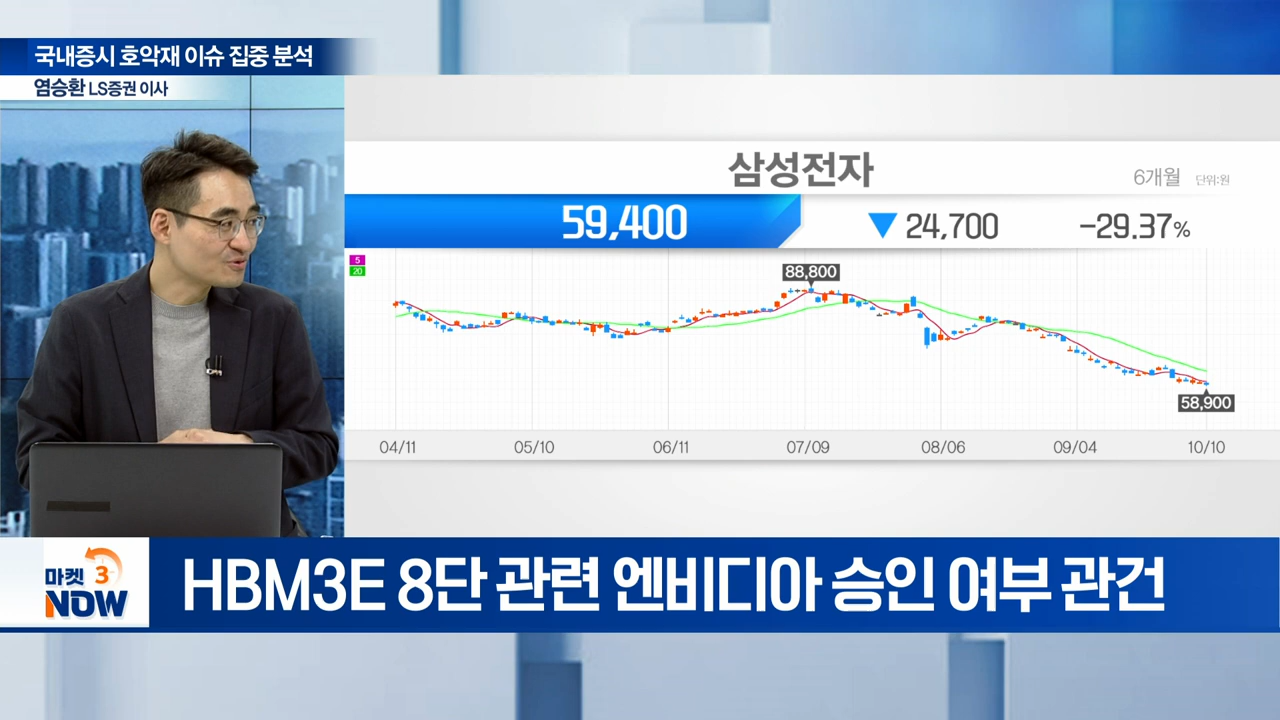 국내증시 호악재 이슈 집중 분석
염승환 LS증권 이사
삼성전자
6개월 단위:원
59,400 ▼ 24,700 -29.37%
5
20
88,800
58,900
04/11 05/10 06/11 07/09 08/06 09/04 10/10
마켓 3
NOW
HBM3E 8단 관련 엔비디아 승인 여부 관건